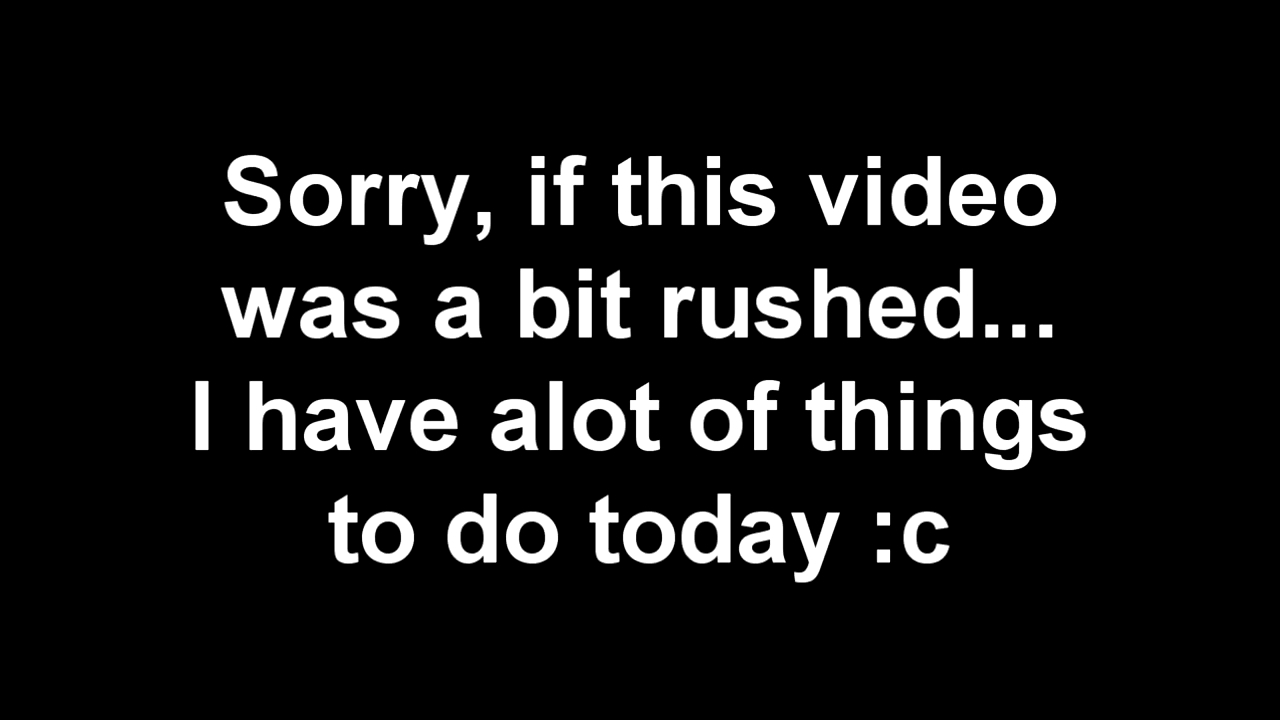 Sorry, if this video
was a bit rushed...
I have alot of things
to do today :c